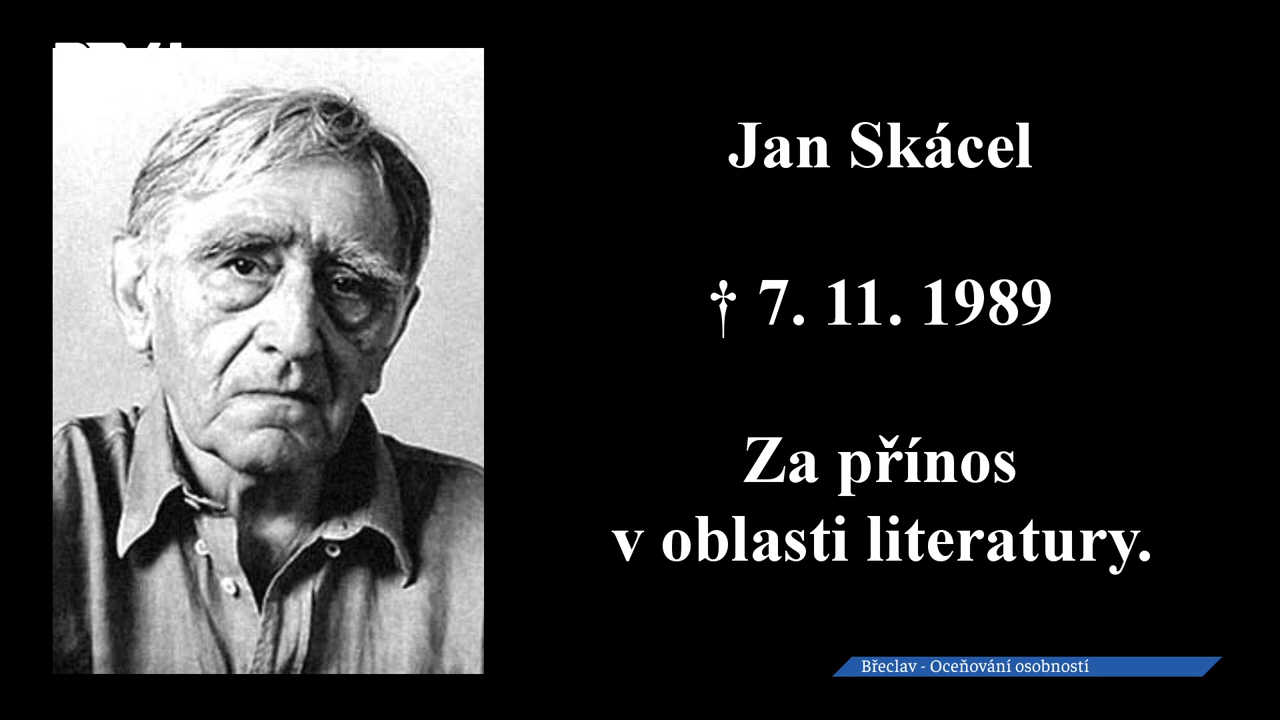 Jan Skácel
† 7. 11. 1989
Za přínos
v oblasti literatury.
Břeclav - Oceňování osobností